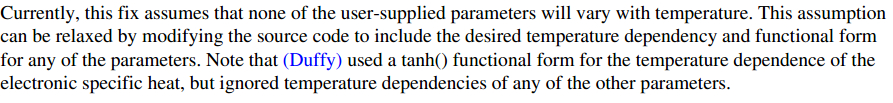 Currently, this fix assumes that none of the user-supplied parameters will vary with temperature. This assumption
can be relaxed by modifying the source code to include the desired temperature dependency and functional form
for any of the parameters. Note that (Duffy) used a tanh() functional form for the temperature dependence of the
electronic specific heat, but ignored temperature dependencies of any of the other parameters.